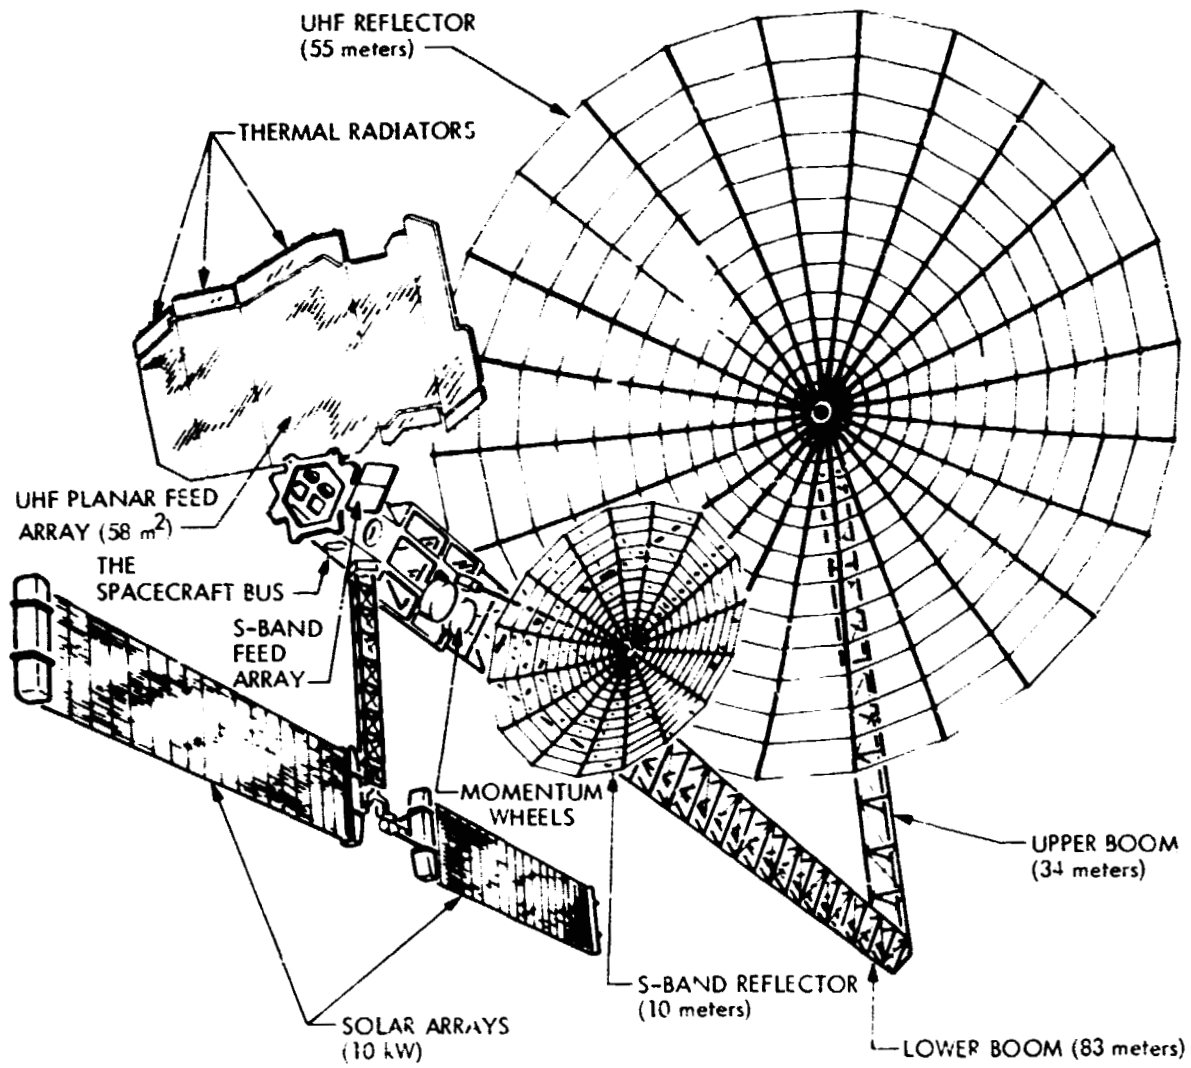 UHF REFLECTOR
(55 meters)
THERMAL RADIATORS
UHF PLANAR FEED
ARRAY (58 m²)
THE
SPACECRAFT BUS
S-BAND
FEED
ARRAY
MOMENTUM
WHEELS
UPPER BOOM
(34 meters)
S-BAND REFLECTOR
(10 meters)
SOLAR ARRAYS
(10 kW)
LOWER BOOM (83 meters)